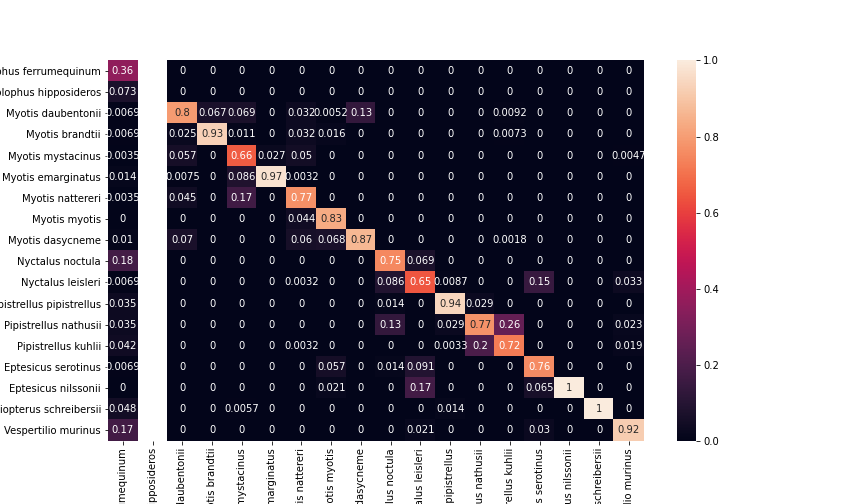 1.0
phus ferrumequinum 0.36 0 0 0 0 0 0 0 0 0 0 0 0 0 0 0 0
olophus hipposideros 0.073 0 0 0 0 0 0 0 0 0 0 0 0 0 0 0 0
Myotis daubentonii 0.0069 0.8 0.067 0.069 0 0.032 0.0052 0.13 0 0 0 0 0.0092 0 0 0 0
0.8
Myotis brandtii 0.0069 0.025 0.93 0.011 0 0.032 0.016 0 0 0 0 0 0.0073 0 0 0 0
Myotis mystacinus 0.0035 0.057 0 0.66 0.027 0.05 0 0 0 0 0 0 0 0 0 0 0.0047
Myotis emarginatus 0.014 0.0075 0 0.086 0.97 0.0032 0 0 0 0 0 0 0 0 0 0 0
Myotis nattereri 0.0035 0.045 0 0.17 0 0.77 0 0 0 0 0 0 0 0 0 0 0
0.6
Myotis myotis 0 0 0 0 0 0.044 0.83 0 0 0 0 0 0 0 0 0 0
Myotis dasycneme 0.01 0.07 0 0 0 0.06 0.068 0.87 0 0 0 0 0.0018 0 0 0 0
Nyctalus noctula 0.18 0 0 0 0 0 0 0 0.75 0.069 0 0 0 0 0 0 0
Nyctalus leisleri 0.0069 0 0 0 0 0.0032 0 0 0.086 0.65 0.0087 0 0 0.15 0 0 0.033
0.4
pistrellus pipistrellus 0.035 0 0 0 0 0 0 0 0.014 0 0.94 0.029 0 0 0 0 0
Pipistrellus nathusii 0.035 0 0 0 0 0 0 0 0.13 0 0.029 0.77 0.26 0 0 0 0.023
Pipistrellus kuhlii 0.042 0 0 0 0 0.0032 0 0 0 0 0.0033 0.2 0.72 0 0 0 0.019
Eptesicus serotinus 0.0069 0 0 0 0 0 0.057 0 0.014 0.091 0 0 0 0.76 0 0 0
0.2
Eptesicus nilssonii 0 0 0 0 0 0 0.021 0 0 0.17 0 0 0 0.065 1 0 0
iopterus schreibersii 0.048 0 0 0.0057 0 0 0 0 0 0 0.014 0 0 0 0 1 0
Vespertilio murinus 0.17 0 0 0 0 0 0 0 0 0.021 0 0 0 0.03 0 0 0.92
0.0
mequinum
pposideros
daubentonii
tis brandtii
mystacinus
marginatus
is nattereri
otis myotis
dasycneme
lus noctula
alus leisleri
pipistrellus
us nathusii
rellus kuhlii
s serotinus
us nilssonii
schreibersii
lio murinus